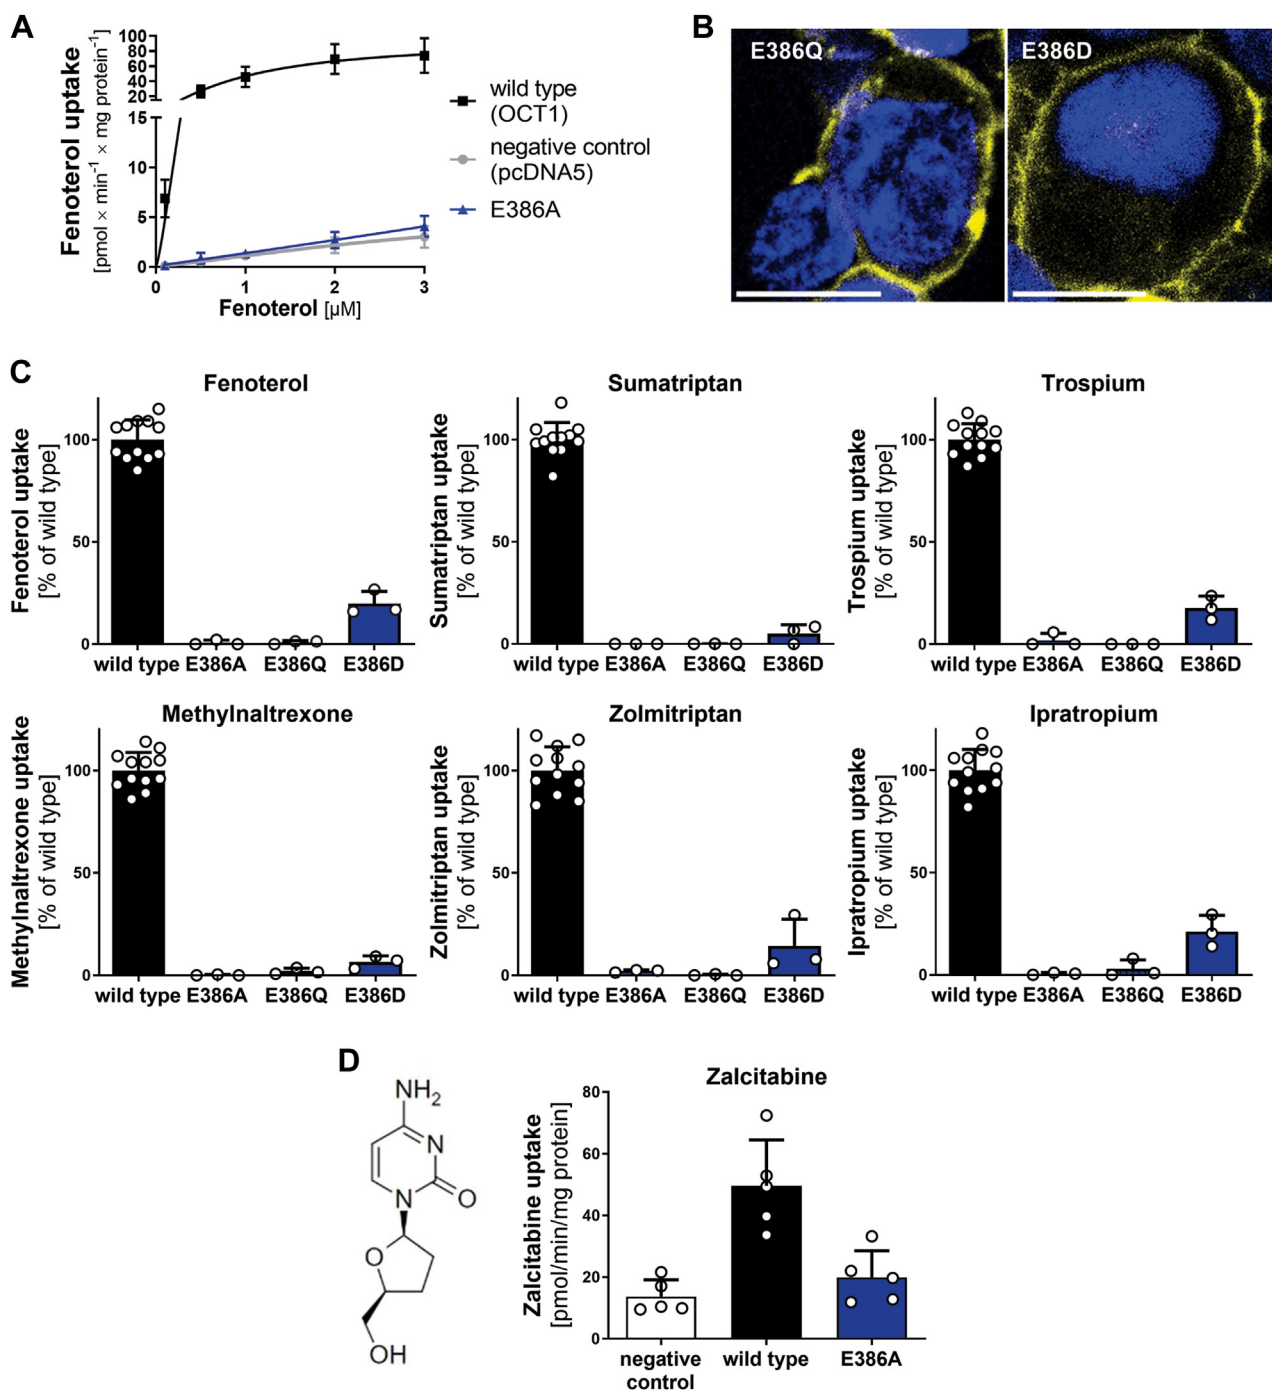 A
Fenoterol uptake
[pmol × min⁻¹ × mg protein⁻¹]
100
80
60
40
20
15
10
5
0
0
1
2
3
Fenoterol [µM]
wild type
(OCT1)
negative control
(pcDNA5)
E386A
B
E386Q
E386D
C
Fenoterol
Fenoterol uptake
[% of wild type]
100
50
0
wild type E386A E386Q E386D
Sumatriptan
Sumatriptan uptake
[% of wild type]
100
50
0
wild type E386A E386Q E386D
Trospium
Trospium uptake
[% of wild type]
100
50
0
wild type E386A E386Q E386D
Methylnaltrexone
Methylnaltrexone uptake
[% of wild type]
100
50
0
wild type E386A E386Q E386D
Zolmitriptan
Zolmitriptan uptake
[% of wild type]
100
50
0
wild type E386A E386Q E386D
Ipratropium
Ipratropium uptake
[% of wild type]
100
50
0
wild type E386A E386Q E386D
D
NH₂
N
N
O
O
OH
Zalcitabine
Zalcitabine uptake
[pmol/min/mg protein]
80
60
40
20
0
negative
control
wild type
E386A